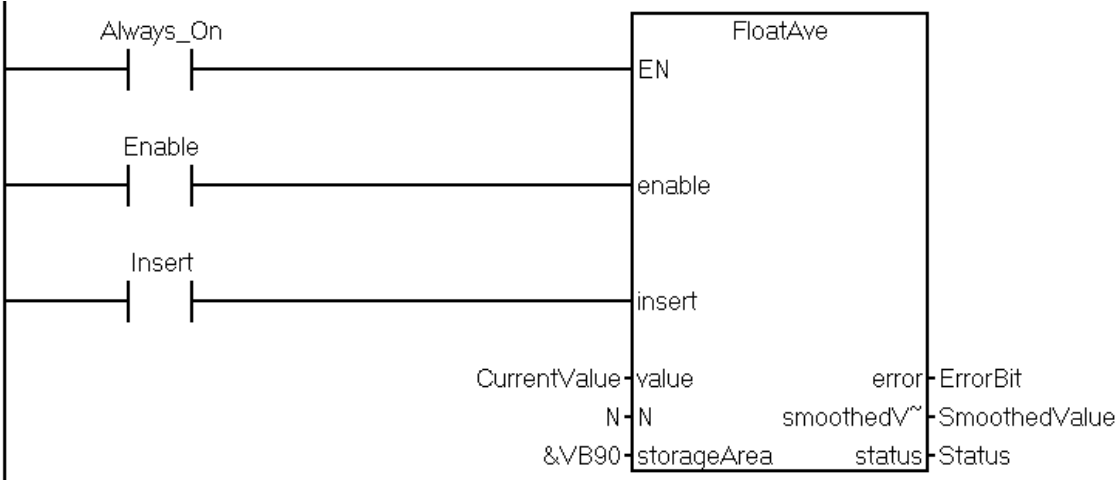 Always_On
FloatAve
EN
Enable
enable
Insert
insert
CurrentValue value error ErrorBit
N N smoothedV~ SmoothedValue
&VB90 storageArea status Status